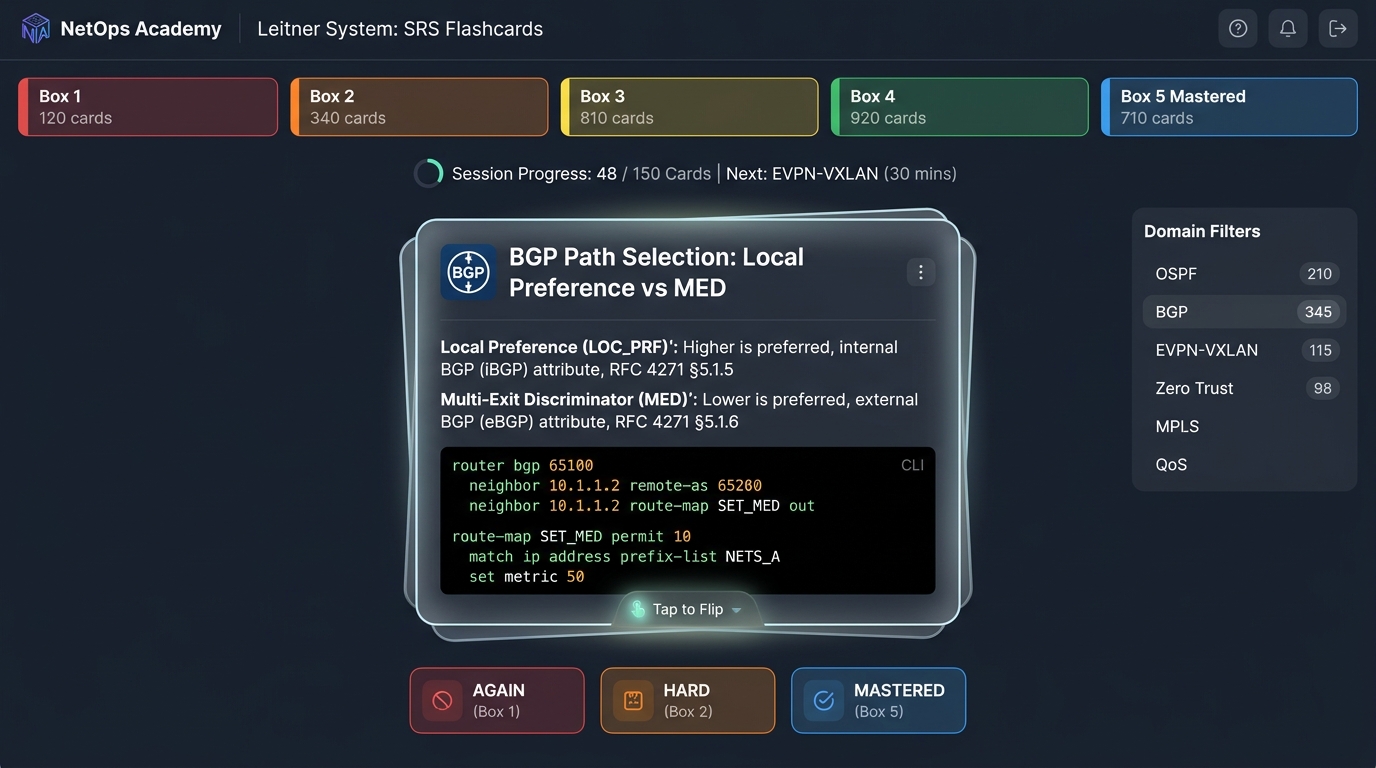 NetOps Academy
Leitner System: SRS Flashcards
Box 1
120 cards
Box 2
340 cards
Box 3
810 cards
Box 4
920 cards
Box 5 Mastered
710 cards
Session Progress: 48 / 150 Cards | Next: EVPN-VXLAN (30 mins)
BGP
BGP Path Selection: Local
Preference vs MED
Local Preference (LOC_PRF)': Higher is preferred, internal
BGP (iBGP) attribute, RFC 4271 §5.1.5
Multi-Exit Discriminator (MED)': Lower is preferred, external
BGP (eBGP) attribute, RFC 4271 §5.1.6
CLI
router bgp 65100
neighbor 10.1.1.2 remote-as 65200
neighbor 10.1.1.2 route-map SET_MED out
route-map SET_MED permit 10
match ip address prefix-list NETS_A
set metric 50
Tap to Flip
AGAIN
(Box 1)
HARD
(Box 2)
MASTERED
(Box 5)
Domain Filters
OSPF 210
BGP 345
EVPN-VXLAN 115
Zero Trust 98
MPLS
QoS